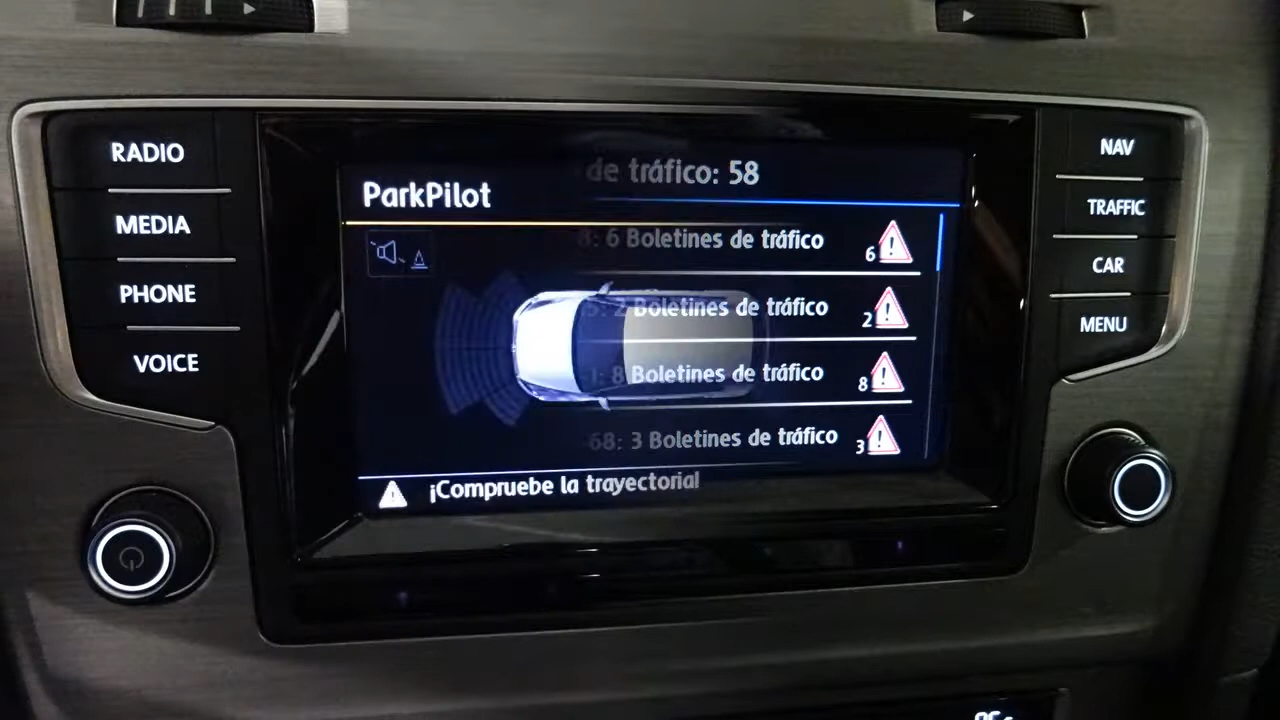 RADIO
MEDIA
PHONE
VOICE
de tráfico: 58
ParkPilot
6 Boletines de tráfico
6
2 Boletines de tráfico
2
8 Boletines de tráfico
8
68: 3 Boletines de tráfico
3
¡Compruebe la trayectoria!
NAV
TRAFFIC
CAR
MENU